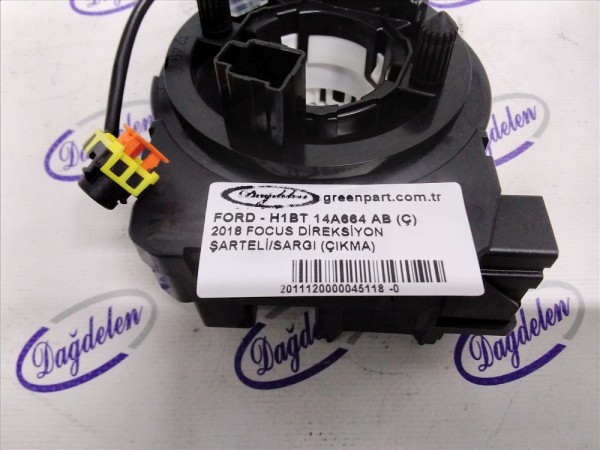 Dağdelen
Dağdelen
Dağdelen
Dağdelen greenpart.com.tr
FORD - H1BT 14A664 AB (Ç)
2018 FOCUS DİREKSİYON
ŞARTELİ/SARGI (ÇIKMA)
2011120000045118 -0
Dağdelen
Dağdelen